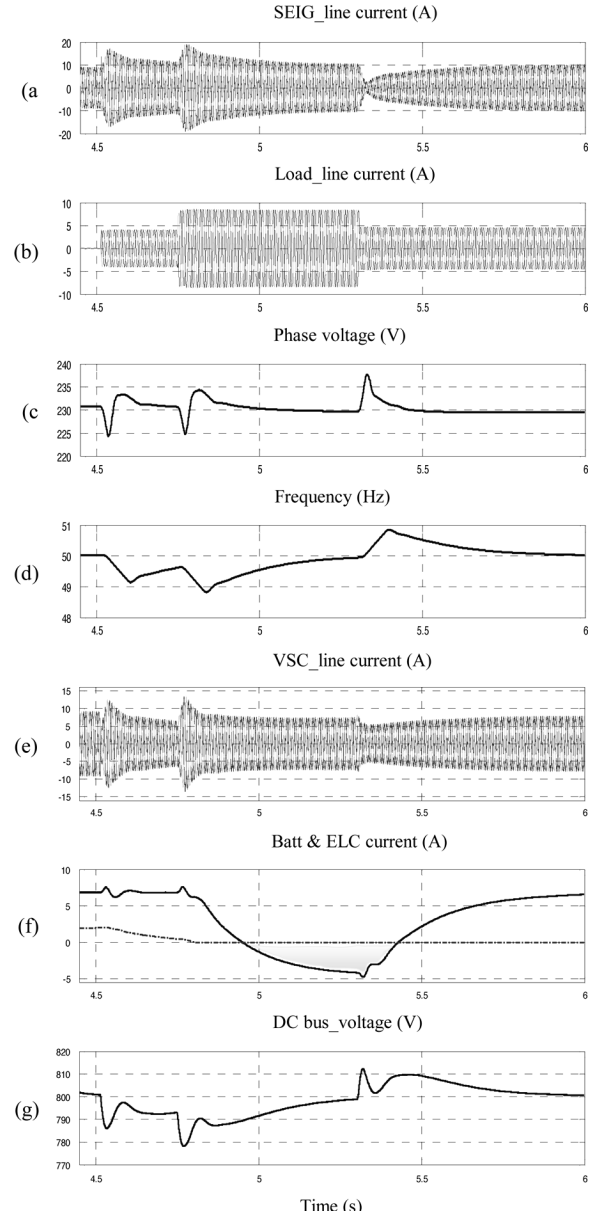 SEIG_line current (A)
20
10
(a)
0
-10
-20
4.5 5 5.5 6
Load_line current (A)
10
5
(b)
0
-5
-10
4.5 5 5.5 6
Phase voltage (V)
240
235
(c)
230
225
220
4.5 5 5.5 6
Frequency (Hz)
51
50
(d)
49
48
4.5 5 5.5 6
VSC_line current (A)
15
10
5
(e)
0
-5
-10
-15
4.5 5 5.5 6
Batt & ELC current (A)
10
5
(f)
0
-5
4.5 5 5.5 6
DC bus_voltage (V)
820
810
800
(g)
790
780
770
4.5 5 5.5 6
Time (s)